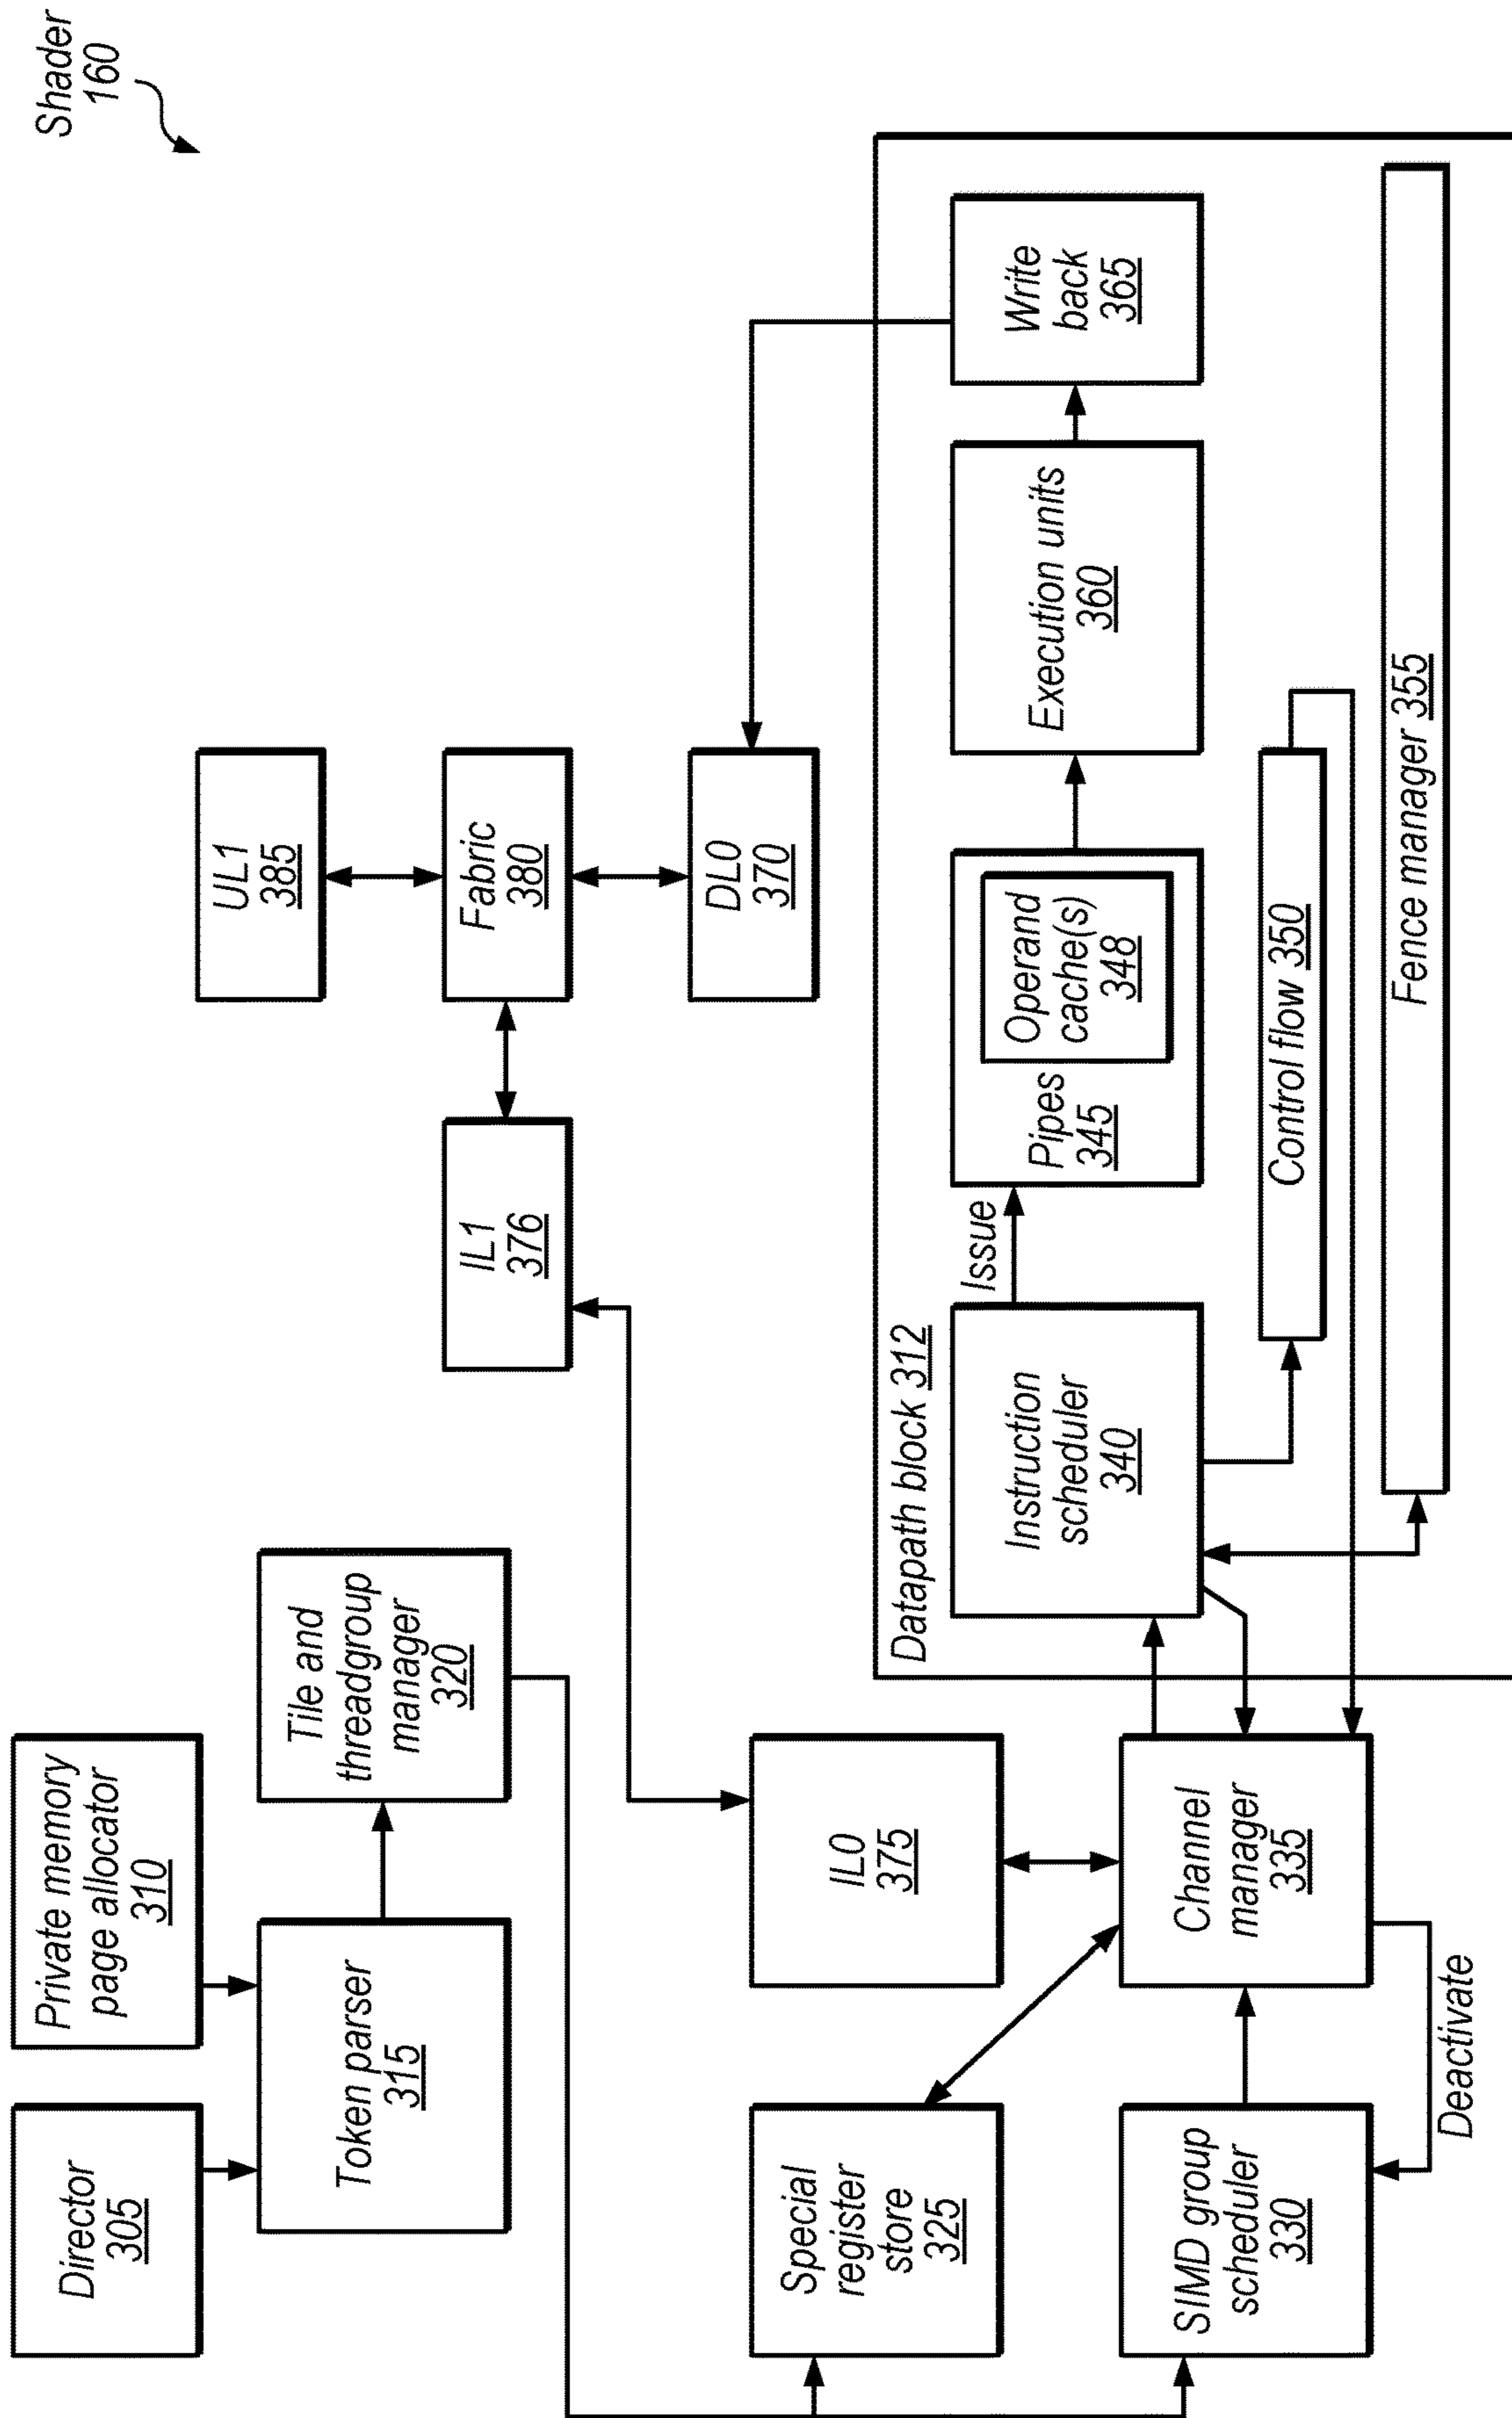 Shader
160
Director
305
Private memory
page allocator
310
Token parser
315
Tile and
threadgroup
manager
320
UL1
385
IL1
376
Fabric
380
Special
register
store
325
IL0
375
DL0
370
Datapath block 312
SIMD group
scheduler
330
Channel
manager
335
Deactivate
Instruction
scheduler
340
Issue
Pipes
345
Operand
cache(s)
348
Execution units
360
Write
back
365
Control flow 350
Fence manager 355